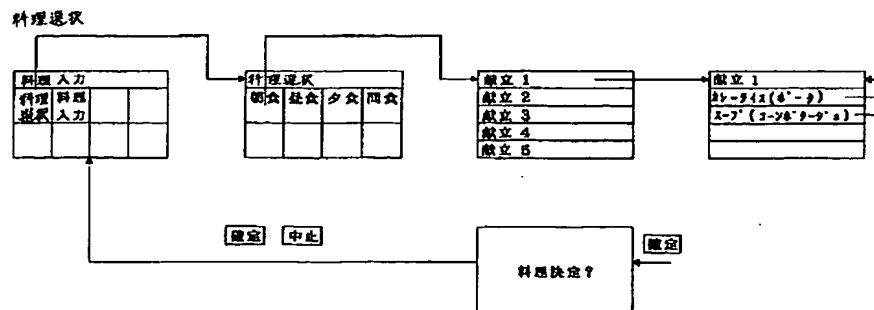 料理選択
料理入力
料理選択 料理入力
料理選択
朝食 昼食 夕食 間食
献立 1
献立 2
献立 3
献立 4
献立 5
献立 1
カレーライス(ポーク)
スープ(コーンポタージュ)
確定 中止
料理決定?
確定